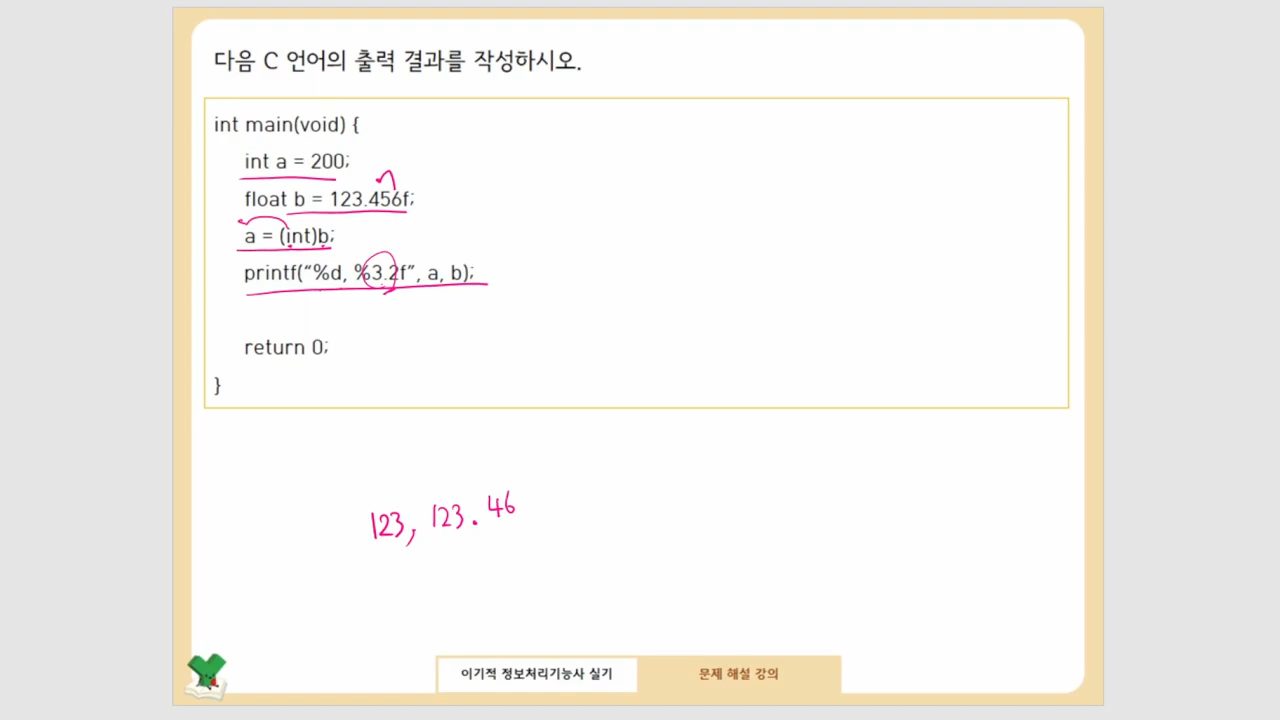 다음 C 언어의 출력 결과를 작성하시오.
int main(void) {
int a = 200;
float b = 123.456f;
a = (int)b;
printf(“%d, %3.2f”, a, b);
return 0;
}
123, 123.46
이기적 정보처리기능사 실기
문제 해설 강의